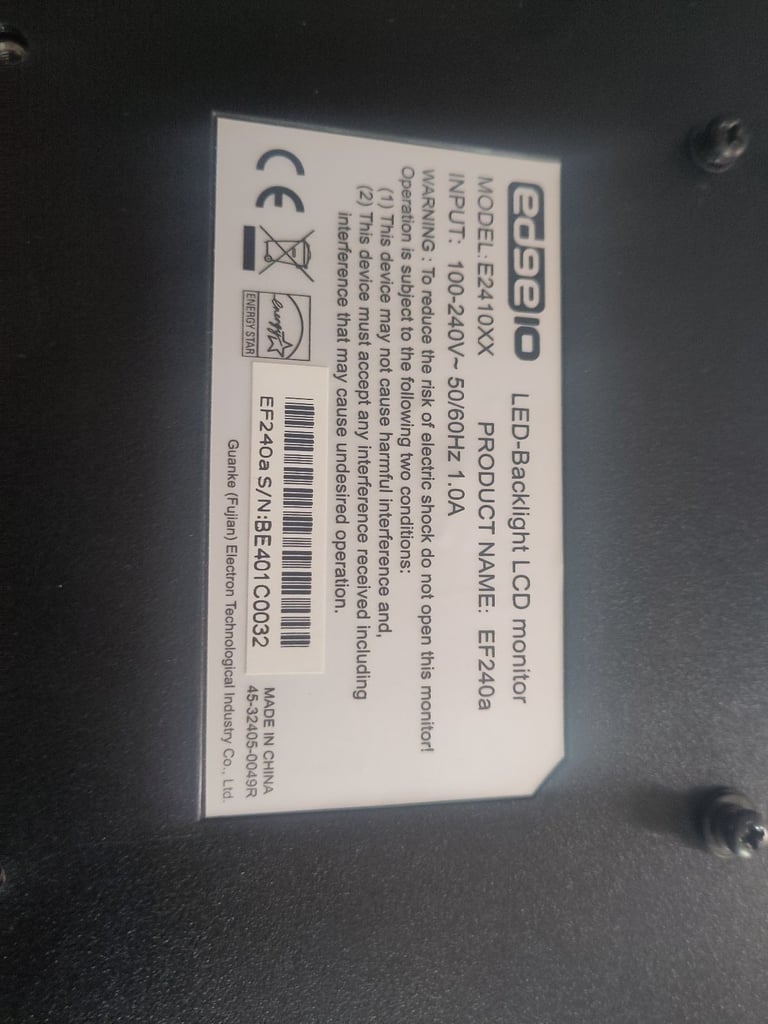 edge10 LED-Backlight LCD monitor
MODEL: E2410XX PRODUCT NAME: EF240a
INPUT: 100-240V~ 50/60Hz 1.0A
WARNING : To reduce the risk of electric shock do not open this monitor!
Operation is subject to the following two conditions:
(1) This device may not cause harmful interference and,
(2) This device must accept any interference received including
interference that may cause undesired operation.
CE
energy
ENERGY STAR
EF240a S/N:BE401C0032
MADE IN CHINA
45-32405-0049R
Guanke (Fujian) Electron Technological Industry Co., Ltd.